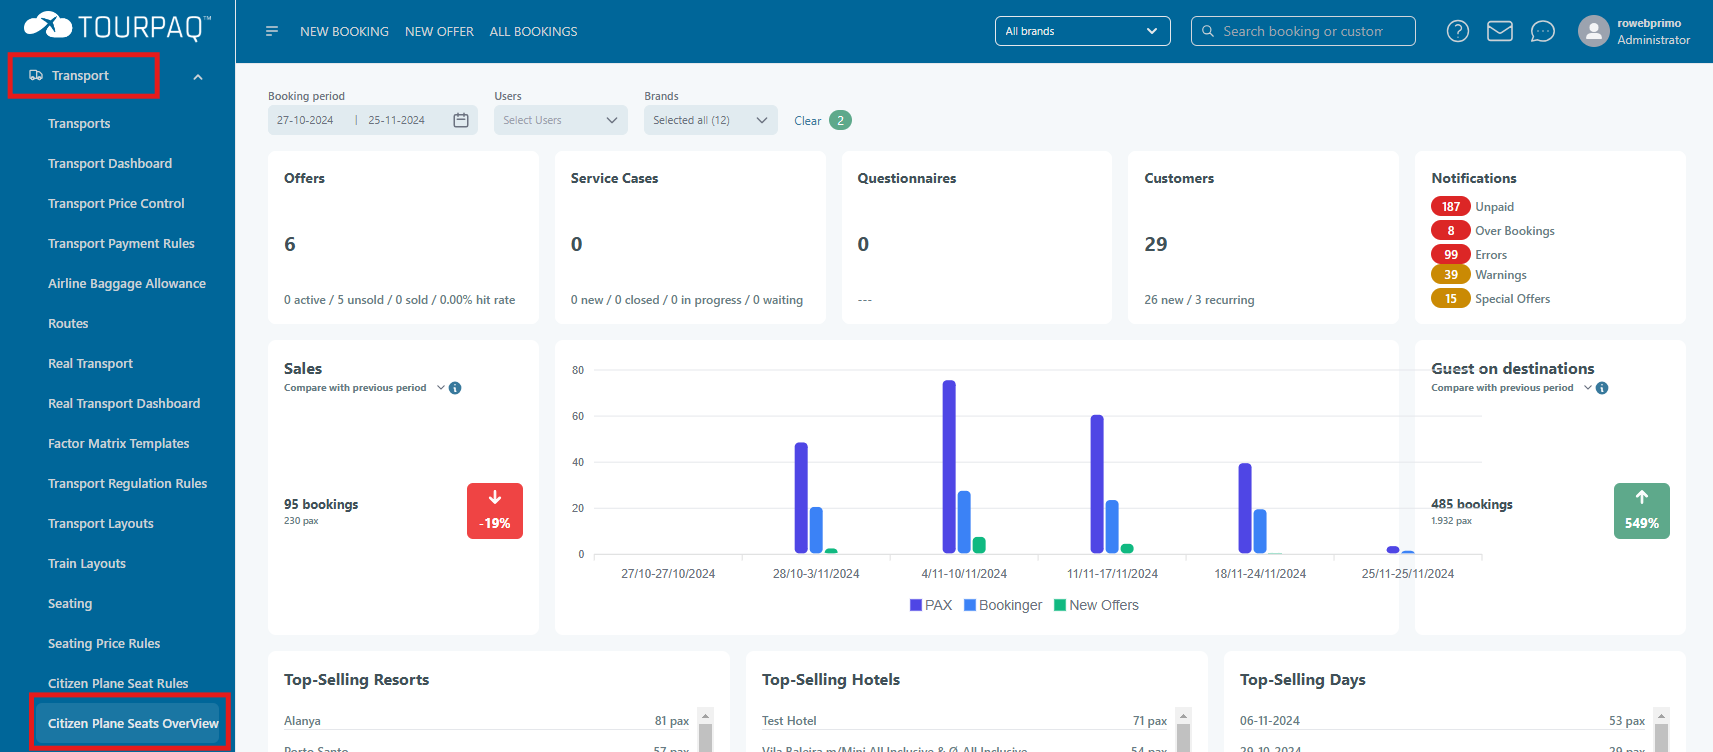 TOURPAQ™
Transport
Transports
Transport Dashboard
Transport Price Control
Transport Payment Rules
Airline Baggage Allowance
Routes
Real Transport
Real Transport Dashboard
Factor Matrix Templates
Transport Regulation Rules
Transport Layouts
Train Layouts
Seating
Seating Price Rules
Citizen Plane Seat Rules
Citizen Plane Seats OverView
NEW BOOKING NEW OFFER ALL BOOKINGS
All brands
Search booking or custom
rowebprimo
Administrator
Booking period
27-10-2024 | 25-11-2024
Users
Select Users
Brands
Selected all (12)
Clear 2
Offers
6
0 active / 5 unsold / 0 sold / 0.00% hit rate
Service Cases
0
0 new / 0 closed / 0 in progress / 0 waiting
Questionnaires
0
---
Customers
29
26 new / 3 recurring
Notifications
187 Unpaid
8 Over Bookings
99 Errors
39 Warnings
15 Special Offers
Sales
Compare with previous period
95 bookings
230 pax
-19%
80
60
40
20
0
27/10-27/10/2024 28/10-3/11/2024 4/11-10/11/2024 11/11-17/11/2024 18/11-24/11/2024 25/11-25/11/2024
PAX Bookinger New Offers
Guest on destinations
Compare with previous period
485 bookings
1.932 pax
549%
Top-Selling Resorts
Alanya 81 pax
Porto Santo 57 pax
Top-Selling Hotels
Test Hotel 71 pax
Vila Baleira m/Mini All Inclusive & Ø-All Inclusive 54 pax
Top-Selling Days
06-11-2024 53 pax
29-10-2024 29 pax